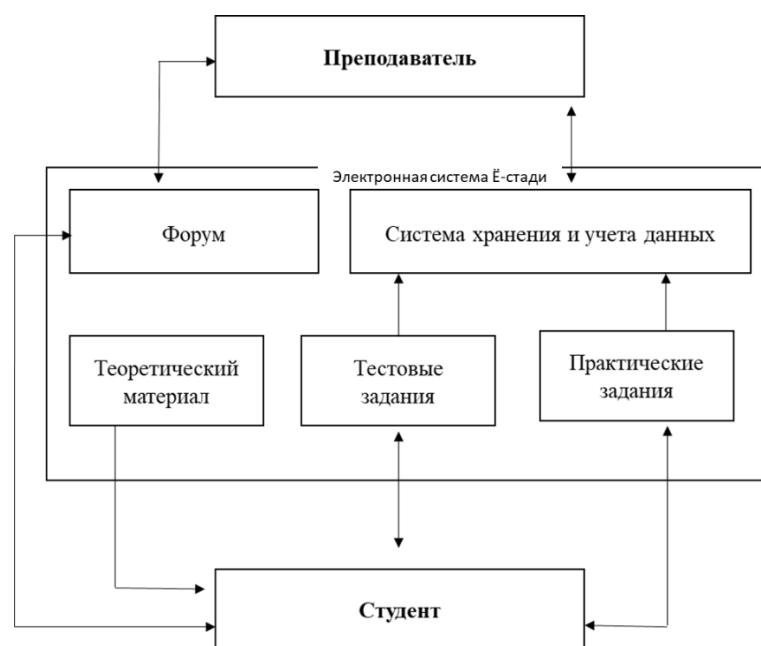 Преподаватель
Электронная система Ё-стади
Форум
Система хранения и учета данных
Теоретический
материал
Тестовые
задания
Практические
задания
Студент